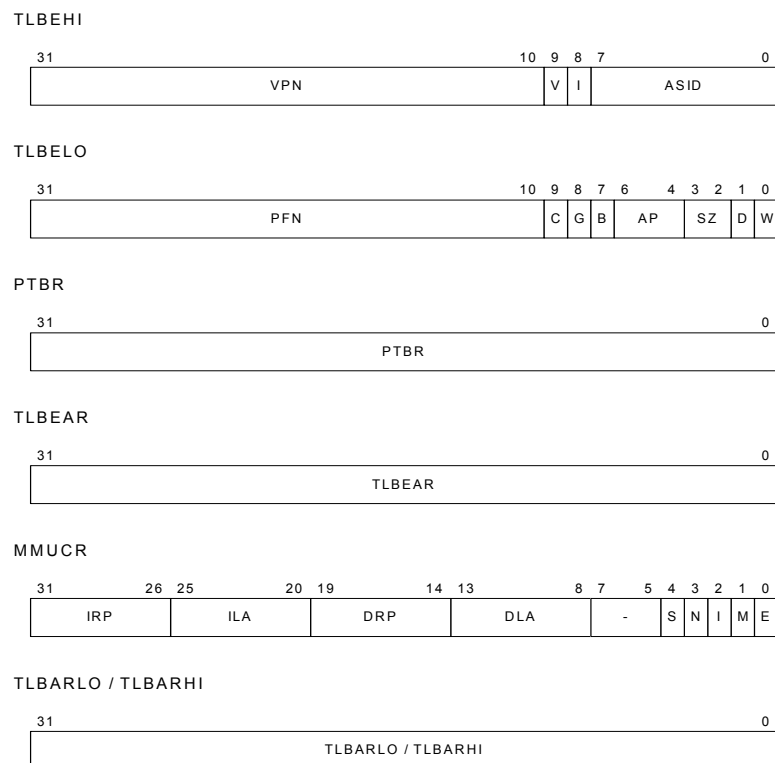 TLBEHI
31 10 9 8 7 0
VPN V I ASID
TLBELO
31 10 9 8 7 6 4 3 2 1 0
PFN C G B AP SZ D W
PTBR
31 0
PTBR
TLBEAR
31 0
TLBEAR
MMUCR
31 26 25 20 19 14 13 8 7 5 4 3 2 1 0
IRP ILA DRP DLA - S N I M E
TLBARLO / TLBARHI
31 0
TLBARLO / TLBARHI